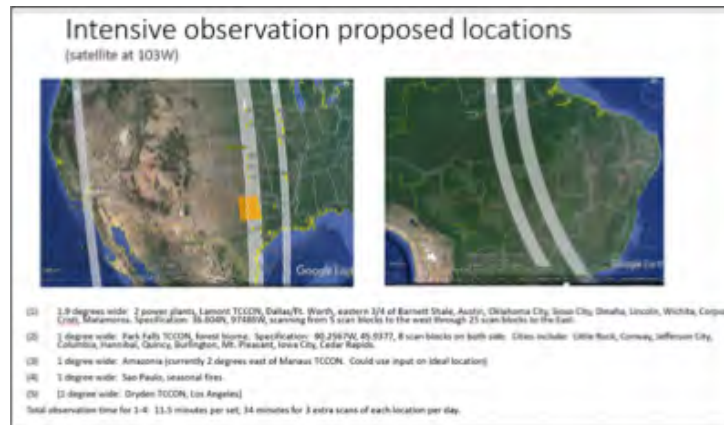 Intensive observation proposed locations
(satellite at 103W)
Google Earth
Google Earth
(1) 1.9 degrees wide: 2 power plants, Lamont TCCON, Dallas/Ft. Worth, eastern 3/4 of Barnett Shale, Austin, Oklahoma City, Sioux City, Omaha, Lincoln, Wichita, Corpus
Cristi, Matamoros. Specification: 36.604N, 97486W, scanning from 5 scan blocks to the west through 25 scan blocks to the East.
(2) 1 degree wide: Park Falls TCCON, forest biome. Specification: 90.2567W, 45.9377, 8 scan blocks on both side. Cities include: Little Rock, Conway, Jefferson City,
Columbia, Hannibal, Quincy, Burlington, Mt. Pleasant, Iowa City, Cedar Rapids.
(3) 1 degree wide: Amazonia (currently 2 degrees east of Manaus TCCON. Could use input on ideal location)
(4) 1 degree wide: Sao Paulo, seasonal fires
(5) (1 degree wide: Dryden TCCON, Los Angeles)
Total observation time for 1-4: 11.5 minutes per set, 34 minutes for 3 extra scans of each location per day.